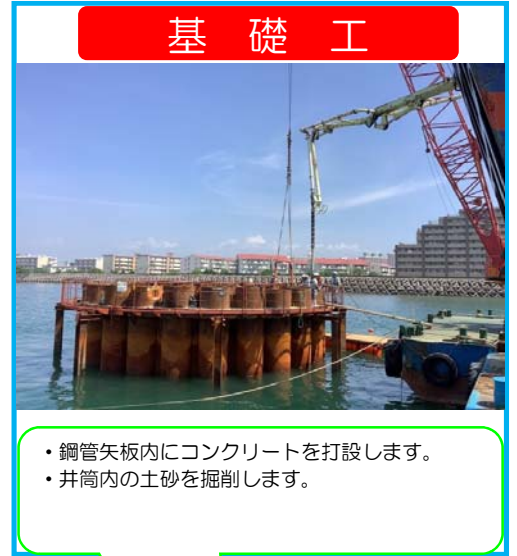 基礎工
・鋼管矢板内にコンクリートを打設します。
・井筒内の土砂を掘削します。